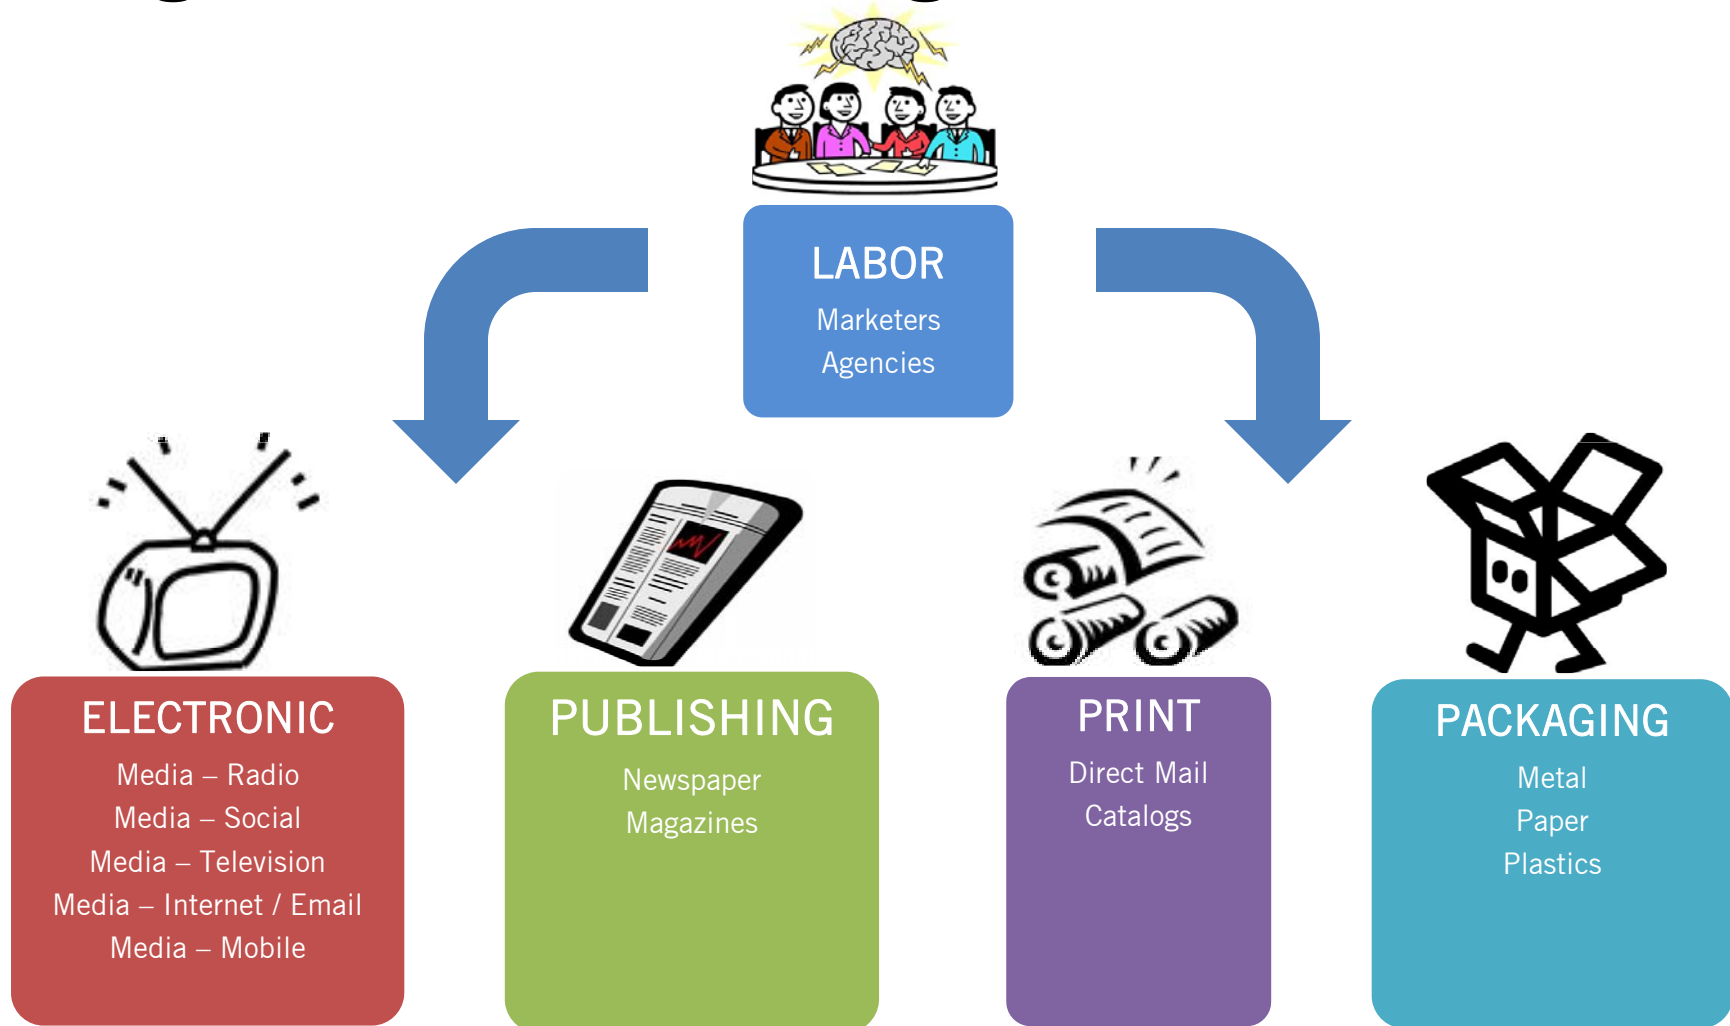 LABOR
Marketers
Agencies
ELECTRONIC
Media – Radio
Media – Social
Media – Television
Media – Internet / Email
Media – Mobile
PUBLISHING
Newspaper
Magazines
PRINT
Direct Mail
Catalogs
PACKAGING
Metal
Paper
Plastics